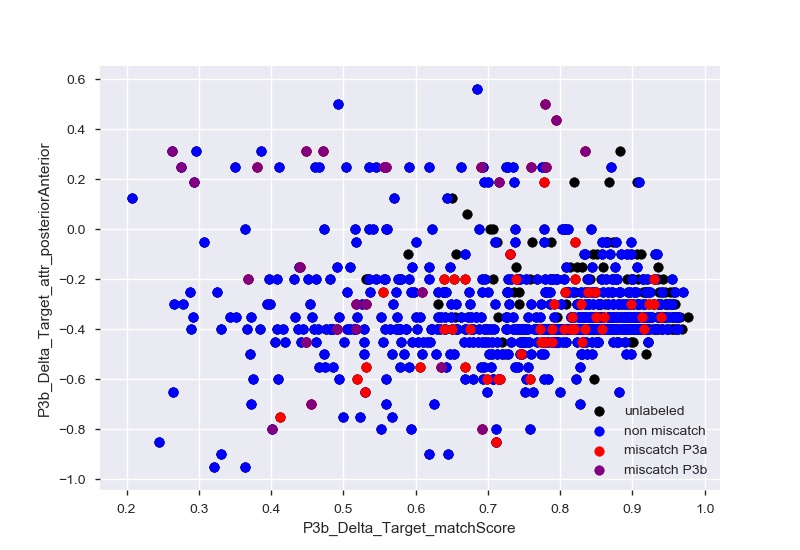 0.6
0.4
0.2
0.0
−0.2
−0.4
−0.6
−0.8
−1.0
P3b_Delta_Target_attr_posteriorAnterior
unlabeled
non miscatch
miscatch P3a
miscatch P3b
0.2 0.3 0.4 0.5 0.6 0.7 0.8 0.9 1.0
P3b_Delta_Target_matchScore